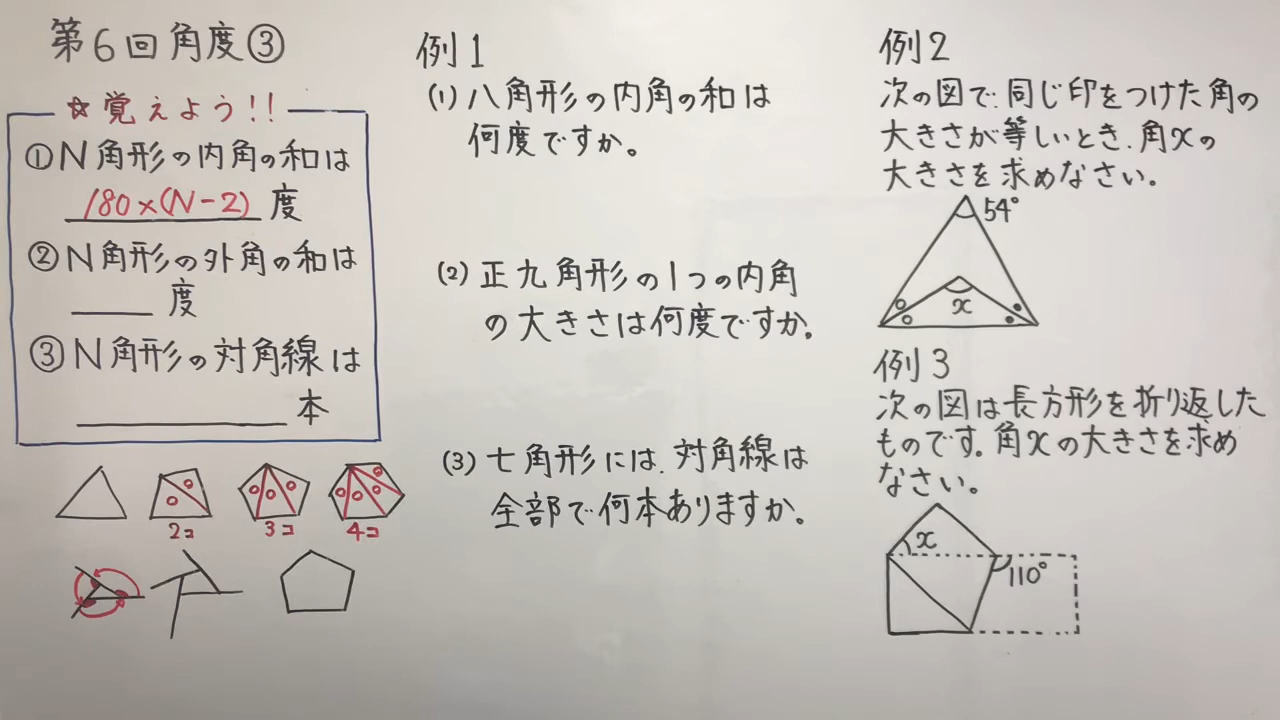 第6回角度③
☆覚えよう!!
①N角形の内角の和は
180×(N-2)度
②N角形の外角の和は
度
③N角形の対角線は
本
2コ
3コ
4コ
例1
(1)八角形の内角の和は
何度ですか。
(2)正九角形の1つの内角
の大きさは何度ですか。
(3)七角形には、対角線は
全部で何本ありますか。
例2
次の図で、同じ印をつけた角の
大きさが等しいとき、角xの
大きさを求めなさい。
54°
x
例3
次の図は長方形を折り返した
ものです。角xの大きさを求め
なさい。
x
110°